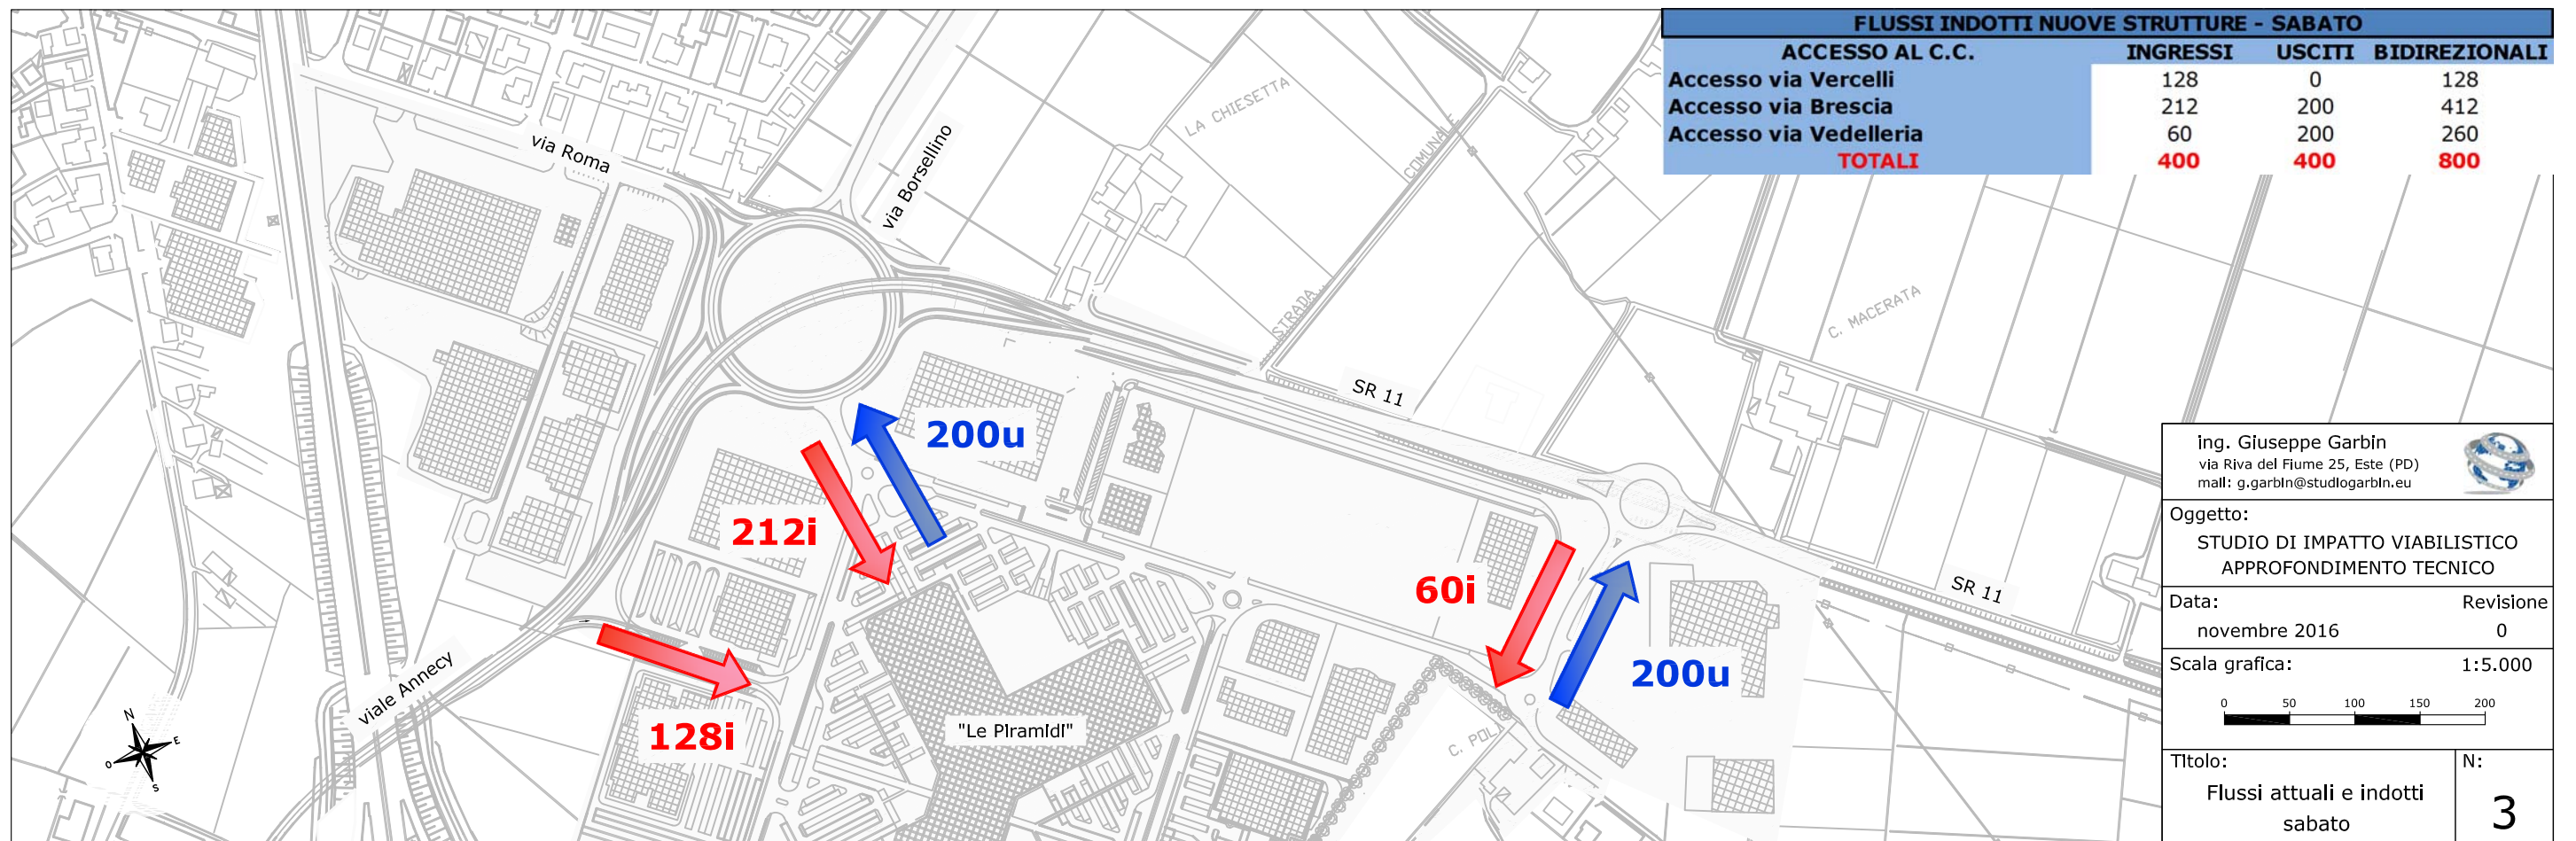 FLUSSI INDOTTI NUOVE STRUTTURE - SABATO
ACCESSO AL C.C. INGRESSI USCITI BIDIREZIONALI
Accesso via Vercelli 128 0 128
Accesso via Brescia 212 200 412
Accesso via Vedelleria 60 200 260
TOTALI 400 400 800
via Roma
via Borsellino
LA CHIESETTA
COMUNALE
STRADA
C. MACERATA
SR 11
200u
212i
128i
60i
200u
SR 11
viale Annecy
"Le Piramidi"
C. POL
N
E
S
O
ing. Giuseppe Garbin
via Riva del Fiume 25, Este (PD)
mail: g.garbin@studiogarbin.eu
Oggetto:
STUDIO DI IMPATTO VIABILISTICO
APPROFONDIMENTO TECNICO
Data: Revisione
novembre 2016 0
Scala grafica: 1:5.000
0 50 100 150 200
Titolo: N:
Flussi attuali e indotti
sabato
3